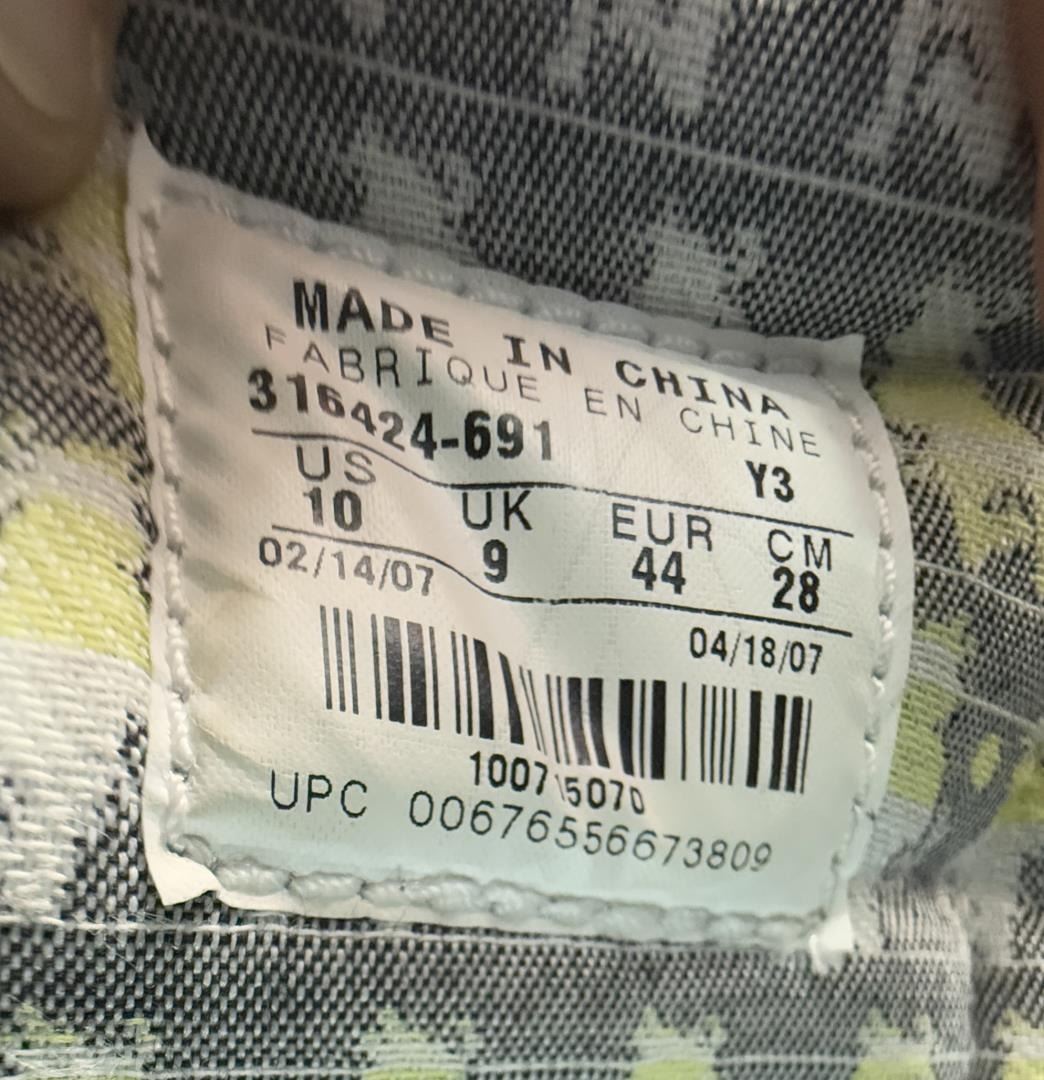 MADE IN CHINA
FABRIQUE EN CHINE
316424-691 Y3
US UK EUR CM
10 9 44 28
02/14/07 04/18/07
100715070
UPC 00676556673809